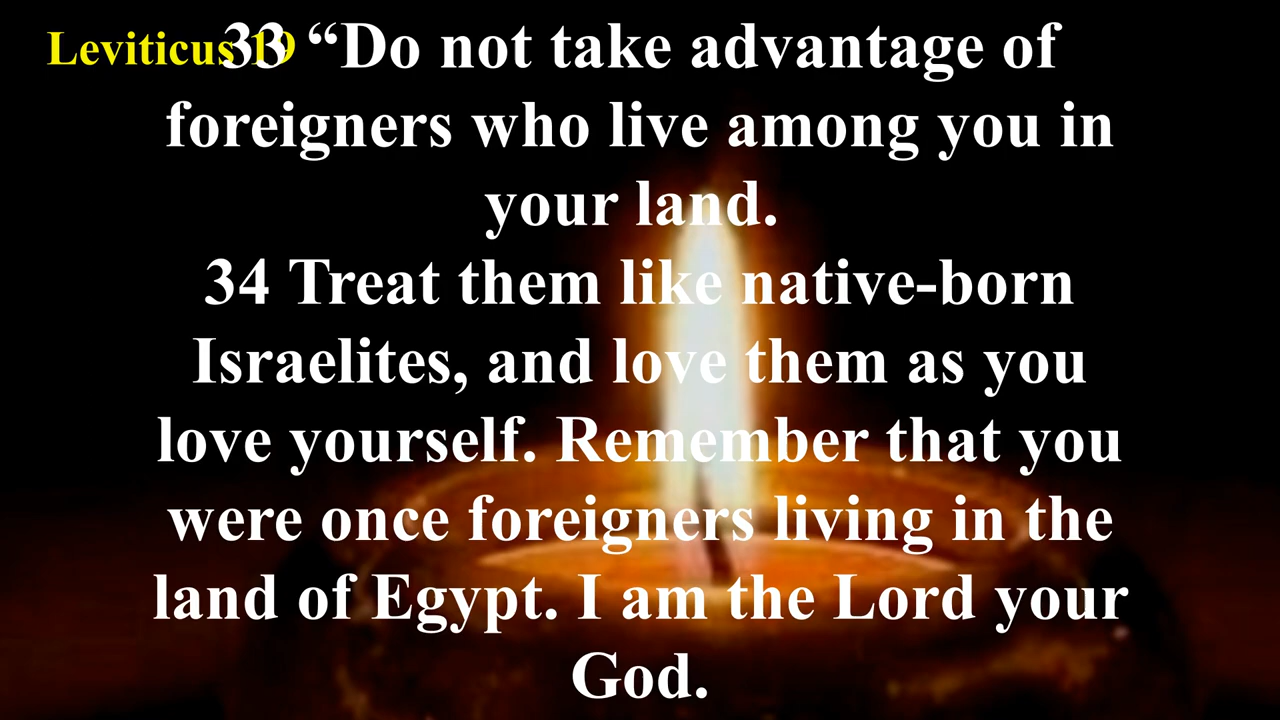 Leviticus 19
33 “Do not take advantage of
foreigners who live among you in
your land.
34 Treat them like native-born
Israelites, and love them as you
love yourself. Remember that you
were once foreigners living in the
land of Egypt. I am the Lord your
God.